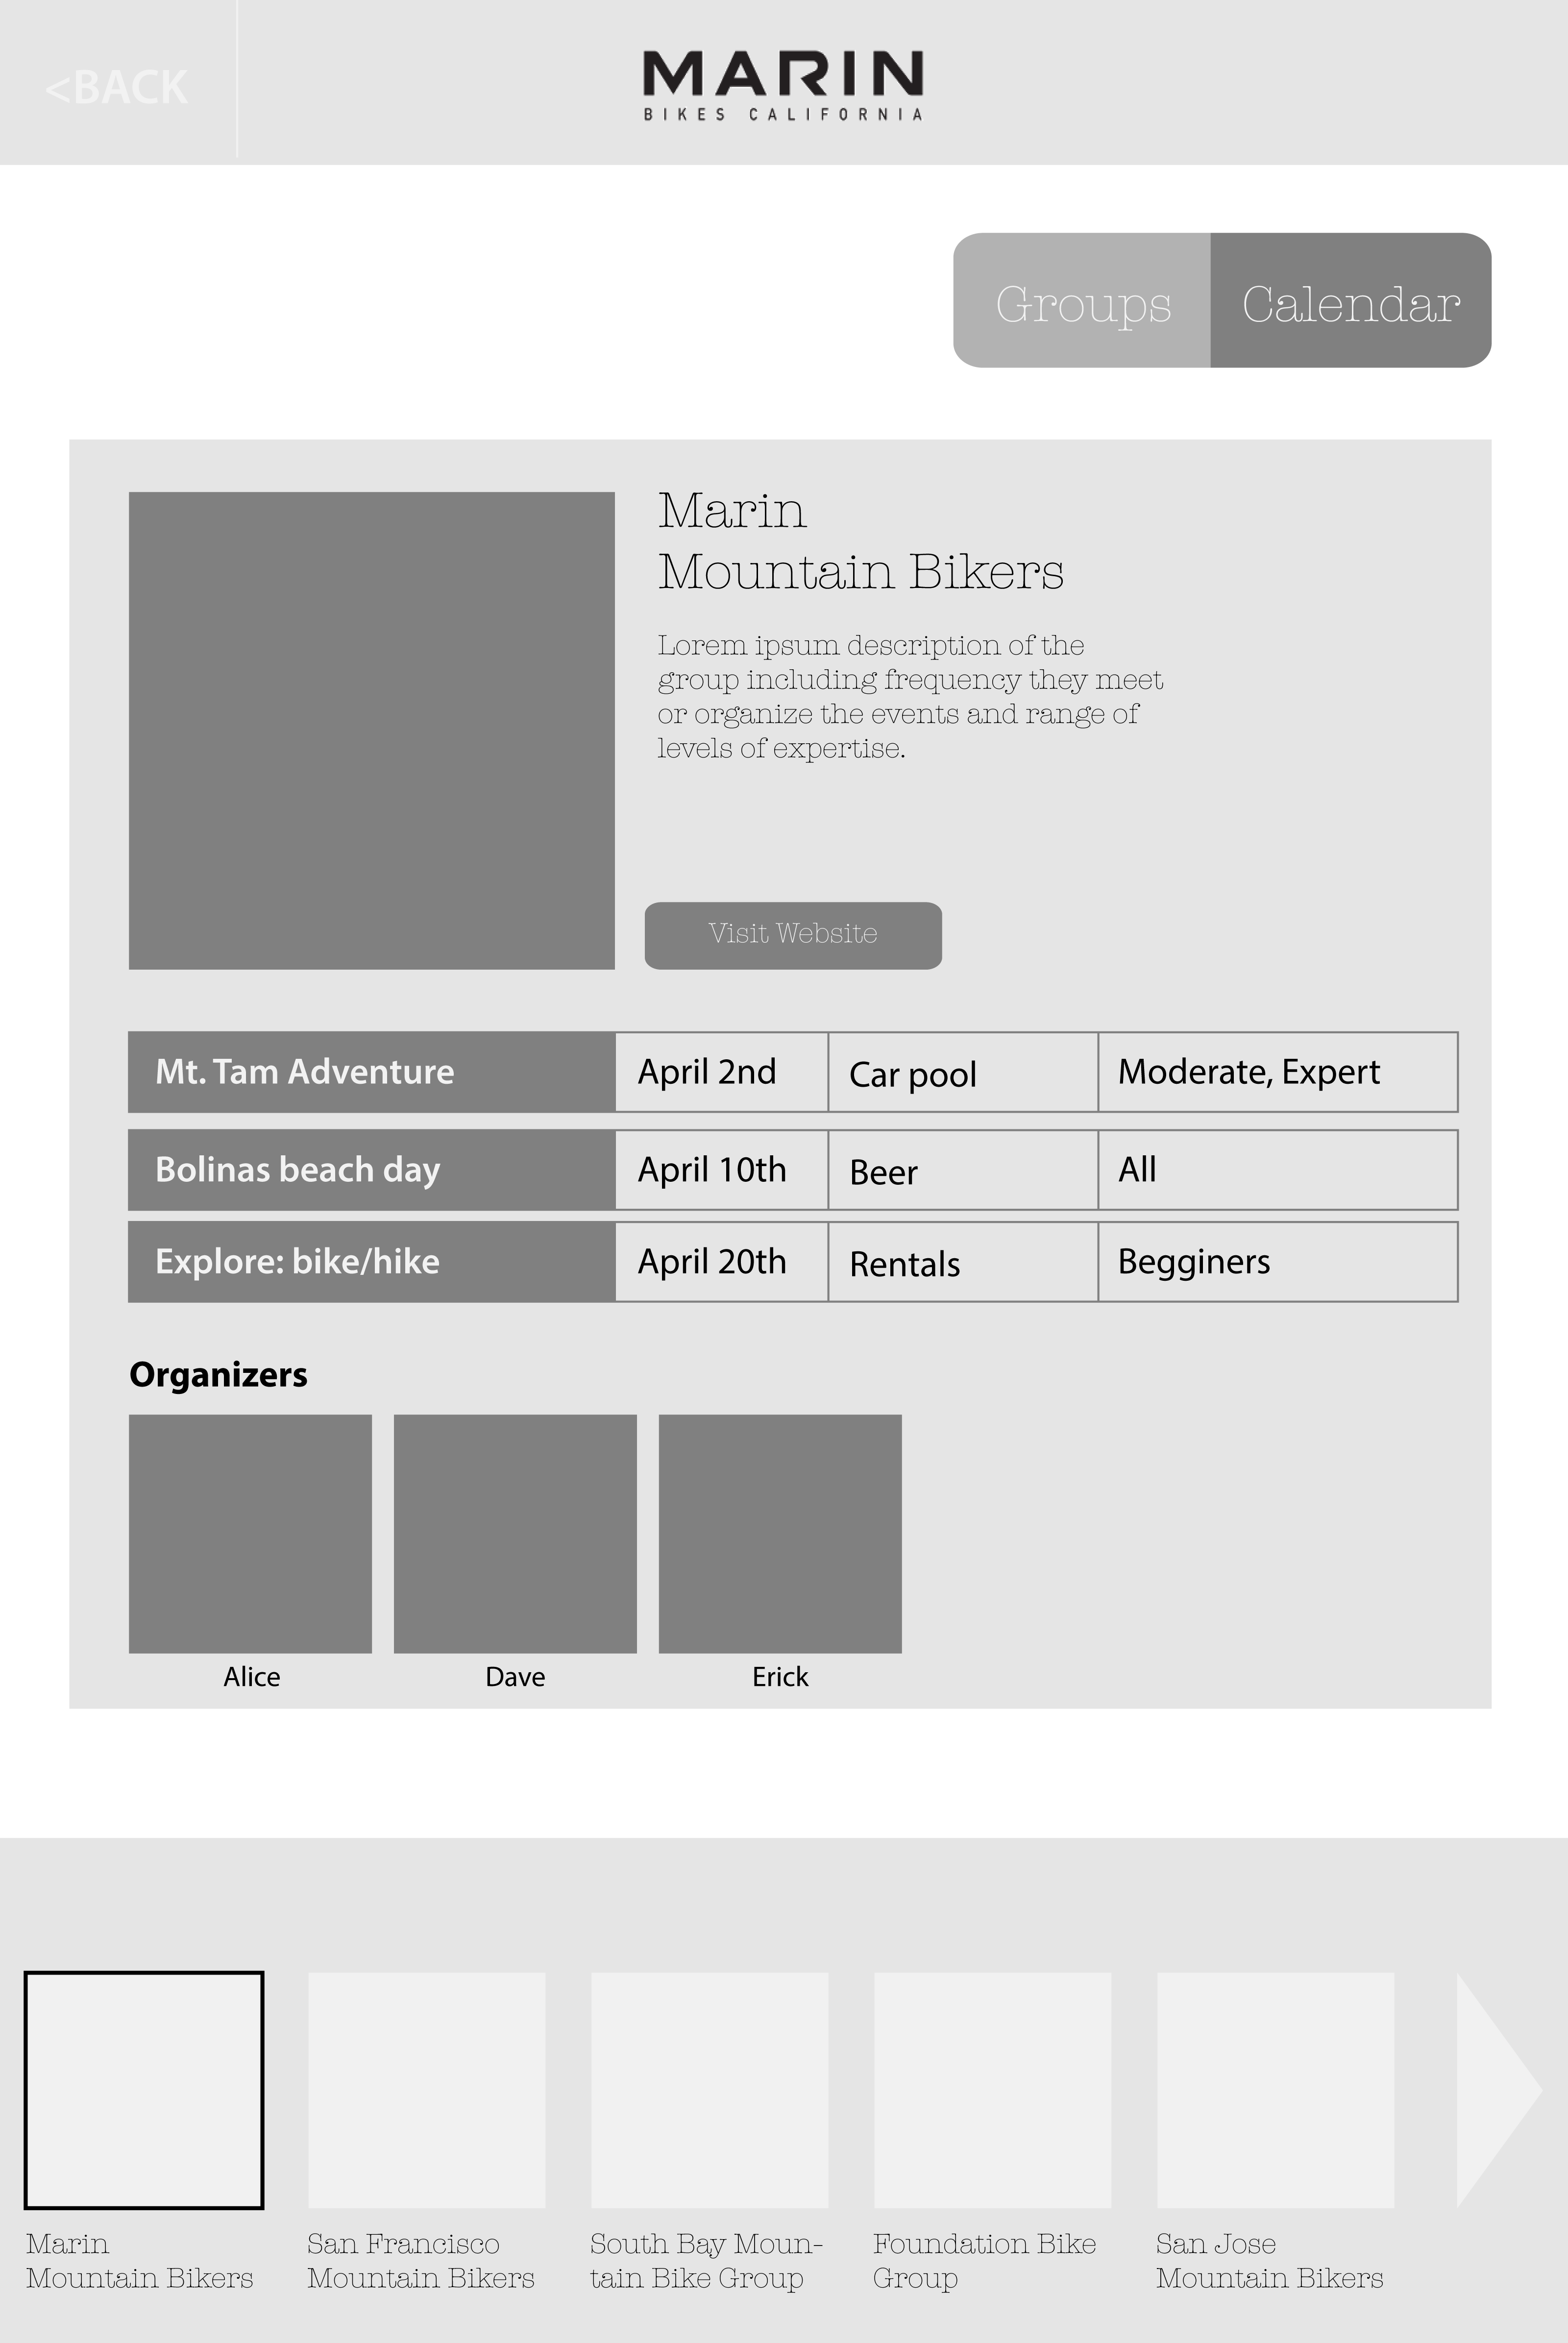 <BACK
MARIN
BIKES CALIFORNIA
Groups
Calendar
Marin
Mountain Bikers
Lorem ipsum description of the
group including frequency they meet
or organize the events and range of
levels of expertise.
Visit Website
Mt. Tam Adventure April 2nd Car pool Moderate, Expert
Bolinas beach day April 10th Beer All
Explore: bike/hike April 20th Rentals Begginers
Organizers
Alice
Dave
Erick
Marin
Mountain Bikers
San Francisco
Mountain Bikers
South Bay Moun-
tain Bike Group
Foundation Bike
Group
San Jose
Mountain Bikers